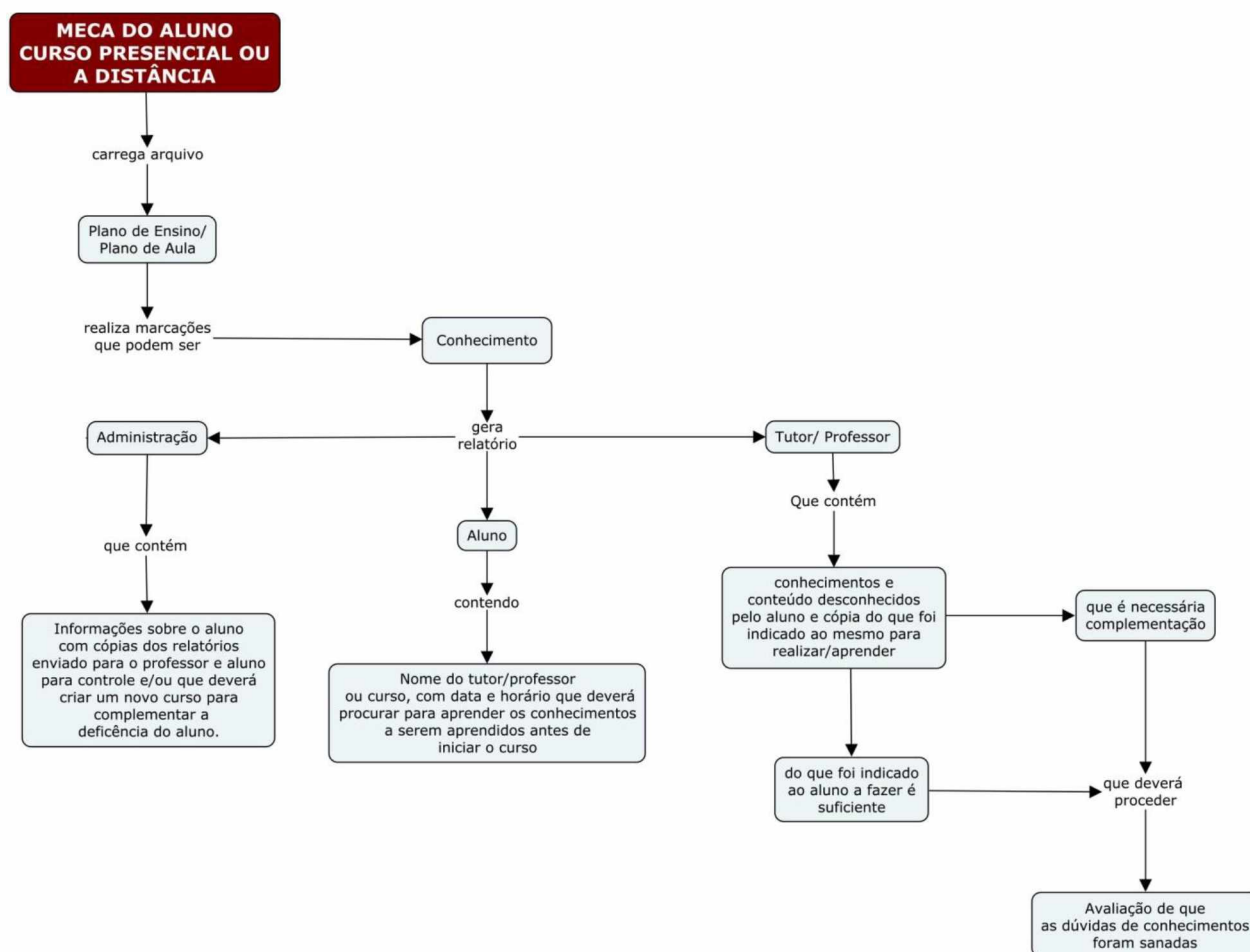 MECA DO ALUNO
CURSO PRESENCIAL OU
A DISTÂNCIA
carrega arquivo
Plano de Ensino/
Plano de Aula
realiza marcações
que podem ser
Conhecimento
gera
relatório
Administração
Tutor/ Professor
que contém
Aluno
Que contém
contendo
Informações sobre o aluno
com cópias dos relatórios
enviado para o professor e aluno
para controle e/ou que deverá
criar um novo curso para
complementar a
deficência do aluno.
Nome do tutor/professor
ou curso, com data e horário que deverá
procurar para aprender os conhecimentos
a serem aprendidos antes de
iniciar o curso
conhecimentos e
conteúdo desconhecidos
pelo aluno e cópia do que foi
indicado ao mesmo para
realizar/aprender
que é necessária
complementação
do que foi indicado
ao aluno a fazer é
suficiente
que deverá
proceder
Avaliação de que
as dúvidas de conhecimentos
foram sanadas